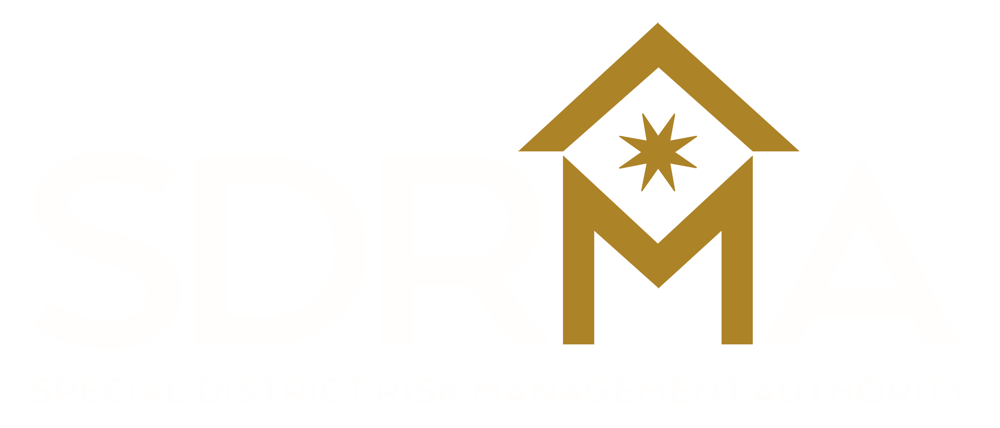 SDRMA
SPECIAL DISTRICT RISK MANAGEMENT AUTHORITY